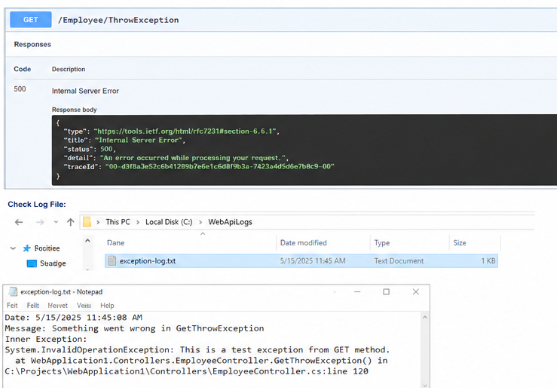 GET /Employee/ThrowException
Responses
Code Description
500 Internal Server Error
Response body
{
"type": "https://tools.ietf.org/html/rfc7231#section-6.6.1",
"title": "Internal Server Error",
"status": 500,
"detail": "An error occurred while processing your request.",
}
Check Log File:
This PC > Local Disk (C:) > WebApiLogs
Name Date modified Type Size
exception-log.txt 5/15/2025 11:45 AM Text Document 1 KB
exception-log.txt - Notepad
Help
Date: 5/15/2025 11:45:08 AM
Message: Something went wrong in GetThrowException
Inner Exception:
System.InvalidOperationException: This is a test exception from GET method.
at WebApplication1.Controllers.EmployeeController.GetThrowException() in
C:\Projects\WebApplication1\Controllers\EmployeeController.cs:line 120